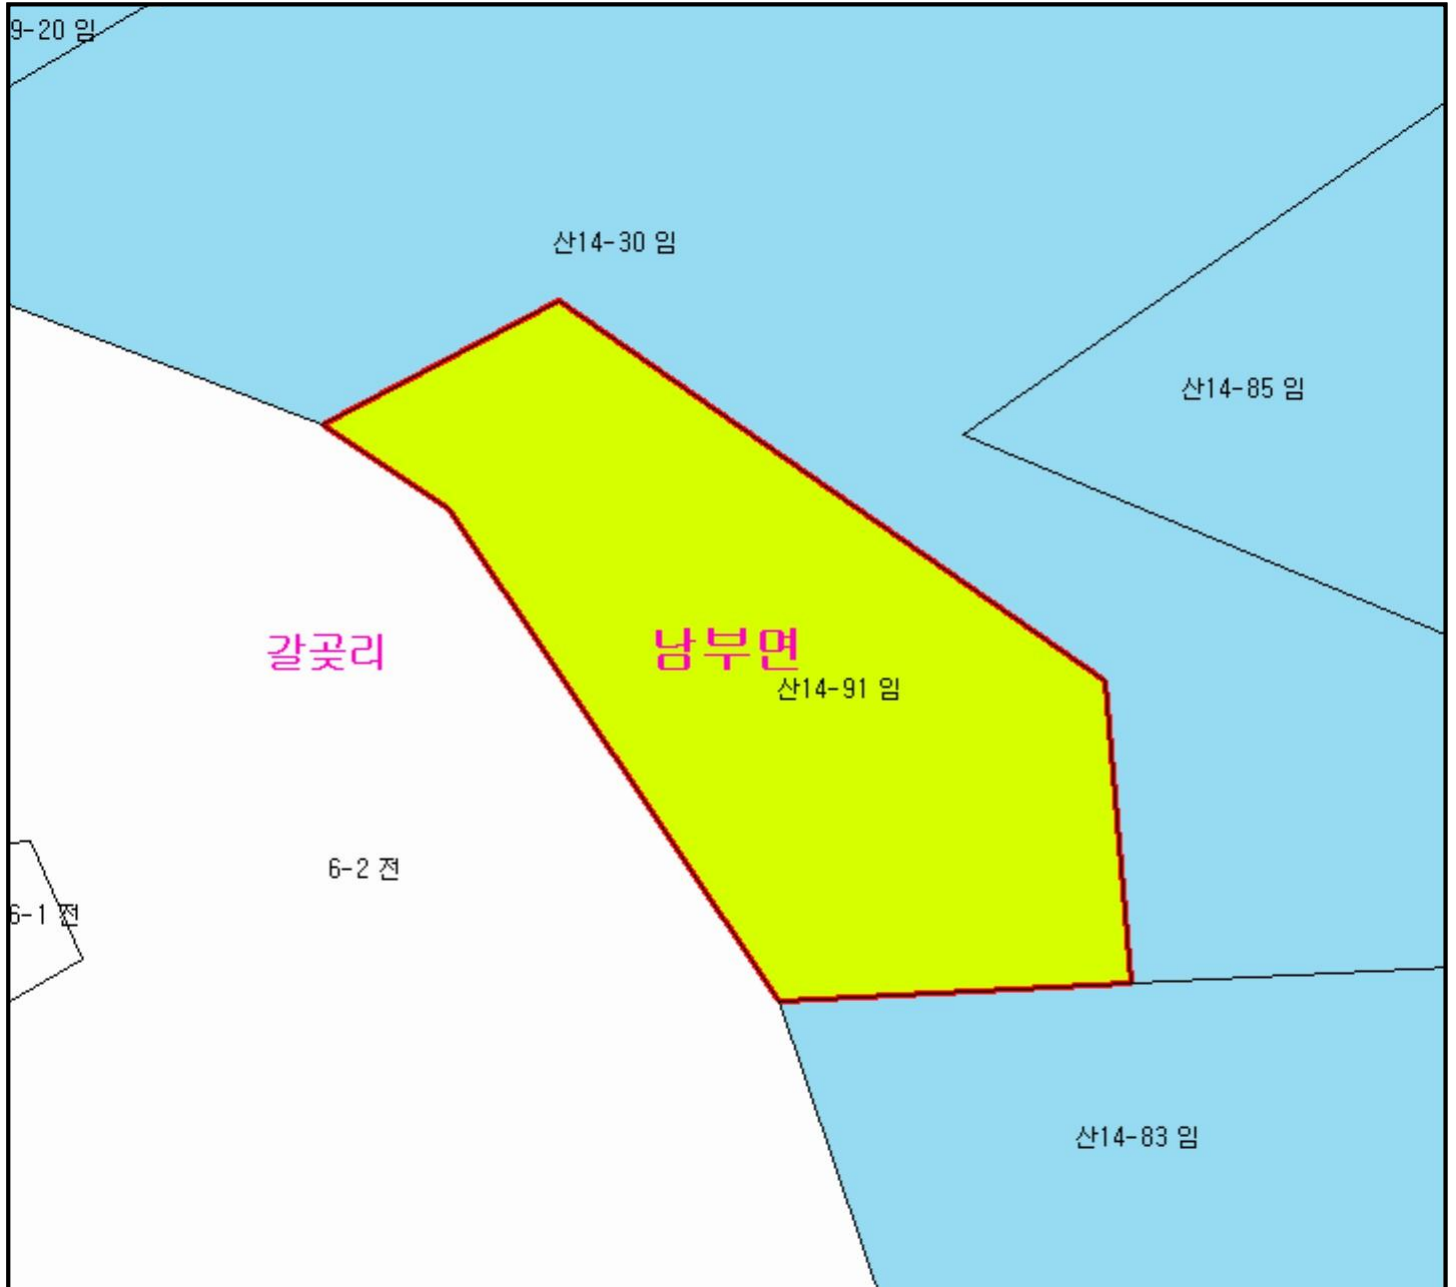 9-20 임
산14-30 임
산14-85 임
갈곶리
남부면
산14-91 임
6-2 전
6-1 전
산14-83 임